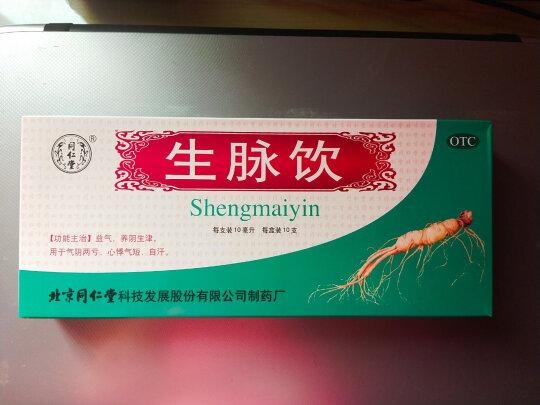 同仁堂
®
OTC
生脉饮
Shengmaiyin
每支装10毫升 每盒装10支
【功能主治】益气，养阴生津。
用于气阴两亏，心悸气短，自汗。
北京同仁堂科技发展股份有限公司制药厂